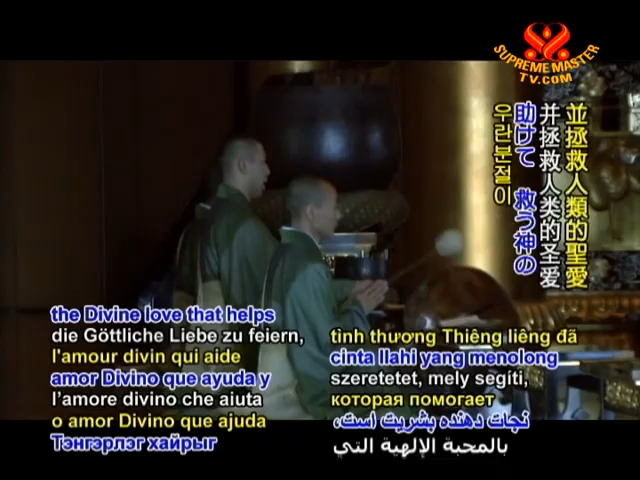 SUPREME MASTER
TV.COM
並拯救人類的聖愛
并拯救人类的圣爱
助けて 救う神の
우란분절이
the Divine love that helps
die Göttliche Liebe zu feiern,
l'amour divin qui aide
amor Divino que ayuda y
l'amore divino che aiuta
o amor Divino que ajuda
Тэнгэрлэг хайрыг
tình thương Thiêng liêng đã
cinta Ilahi yang menolong
szeretetet, mely segíti,
которая помогает
نجات دهنده بشریت است،
بالمحبة الإلهية التي